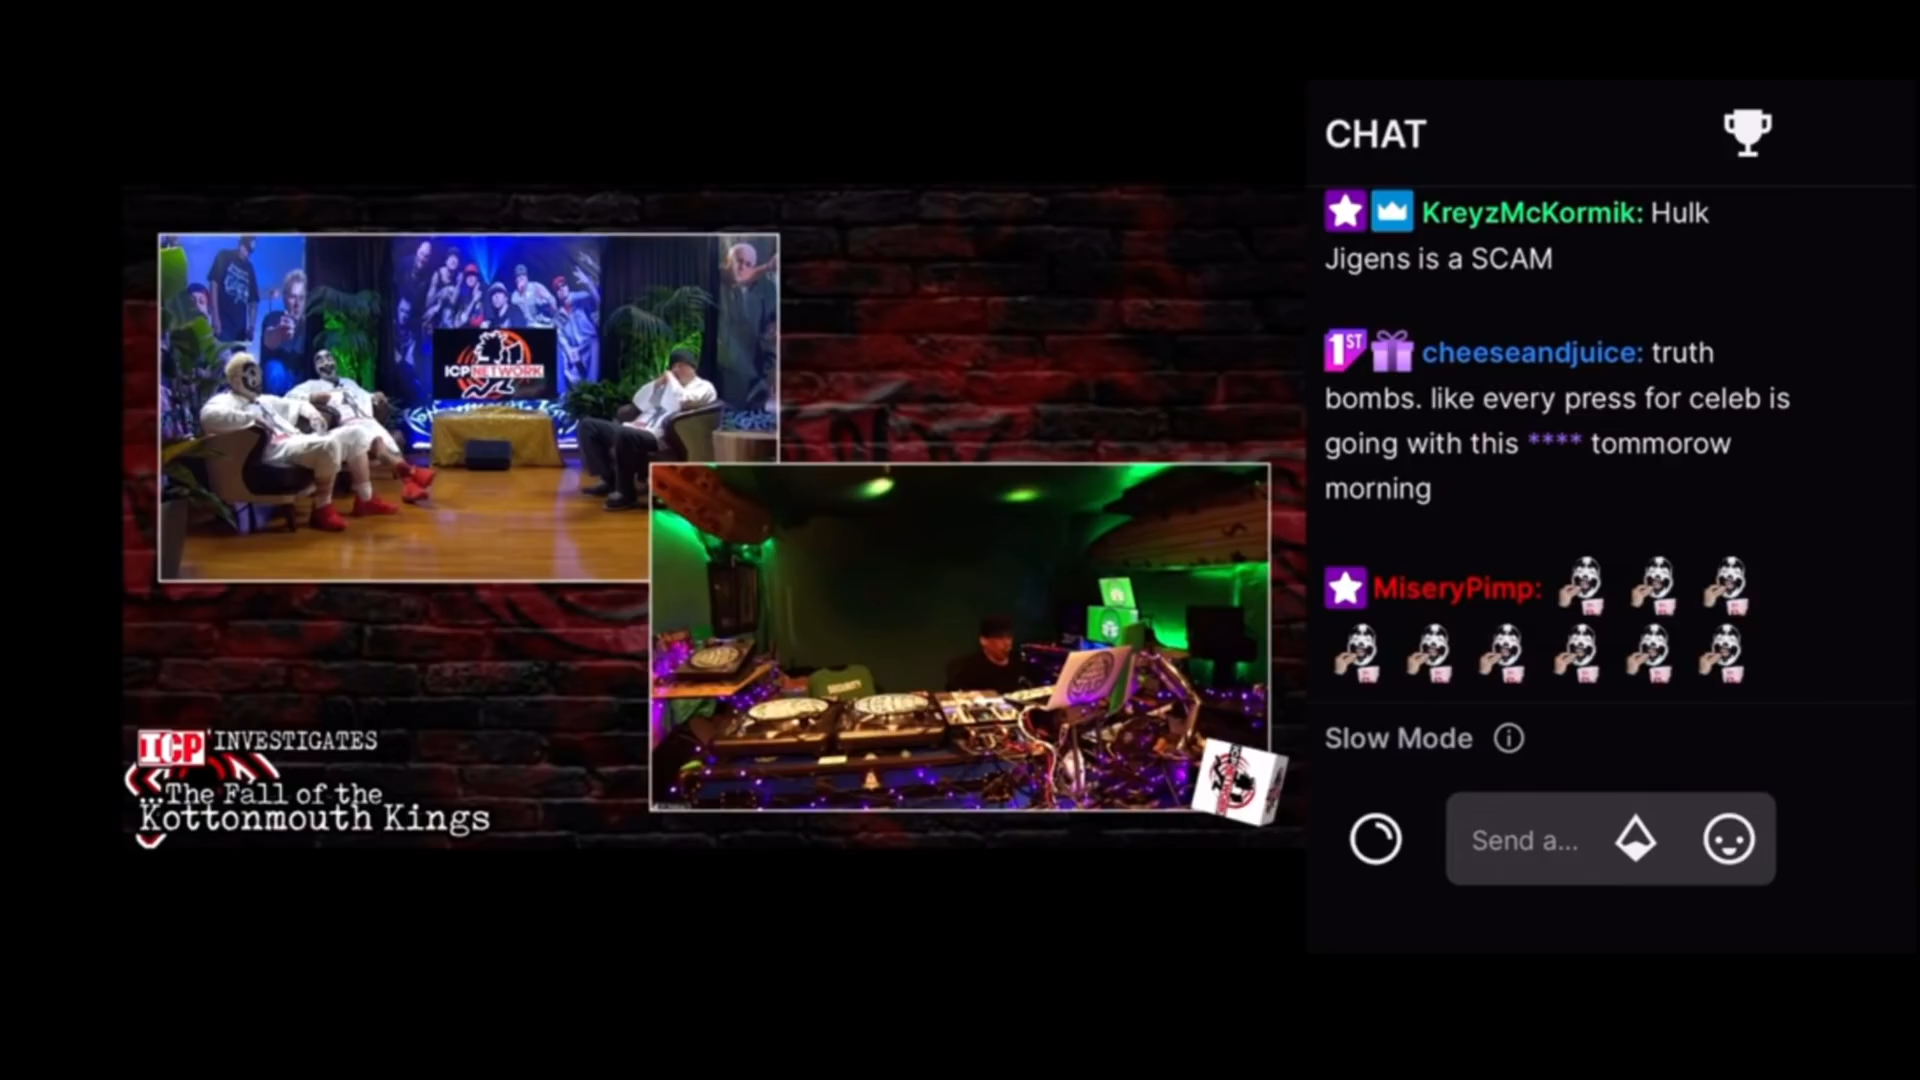 ICP NETWORK
SECURITY
ICP INVESTIGATES
...The Fall of the
Kottonmouth Kings
CHAT
KreyzMcKormik: Hulk
Jigens is a SCAM
1ST cheeseandjuice: truth
bombs. like every press for celeb is
going with this **** tommorow
morning
MiseryPimp:
Slow Mode
Send a...